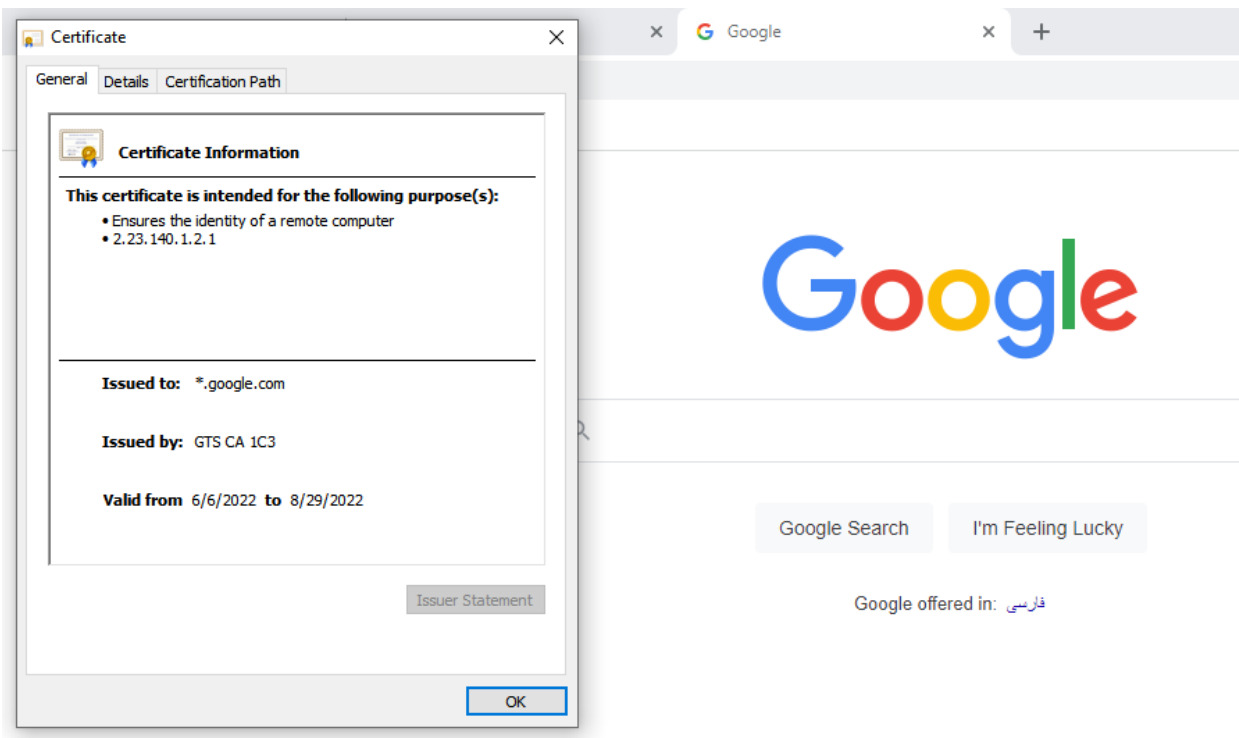 Certificate
General Details Certification Path
Certificate Information
This certificate is intended for the following purpose(s):
• Ensures the identity of a remote computer
• 2.23.140.1.2.1
Issued to: *.google.com
Issued by: GTS CA 1C3
Valid from 6/6/2022 to 8/29/2022
Issuer Statement
OK
Google
Google
Google Search I'm Feeling Lucky
Google offered in: فارسی